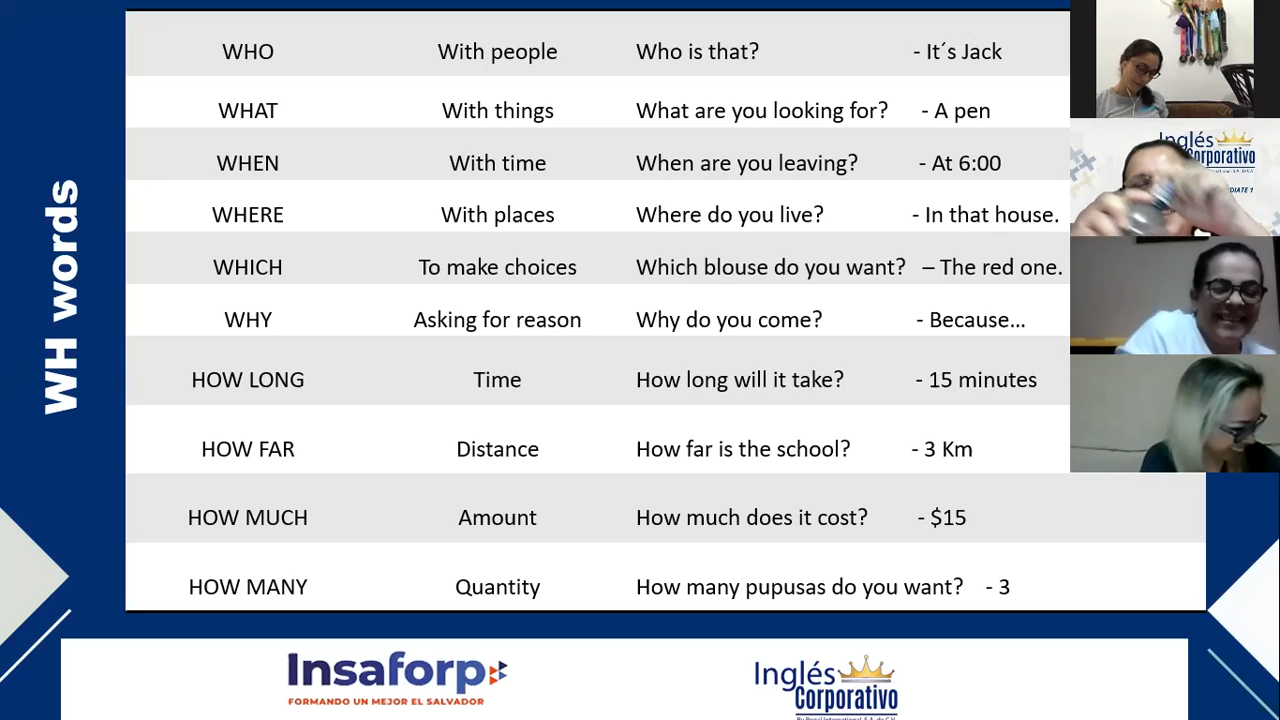 WH words
WHO With people Who is that? - It´s Jack
WHAT With things What are you looking for? - A pen
WHEN With time When are you leaving? - At 6:00
WHERE With places Where do you live? - In that house.
WHICH To make choices Which blouse do you want? – The red one.
WHY Asking for reason Why do you come? - Because...
HOW LONG Time How long will it take? - 15 minutes
HOW FAR Distance How far is the school? - 3 Km
HOW MUCH Amount How much does it cost? - $15
HOW MANY Quantity How many pupusas do you want? - 3
Inglés
Corporativo
Insaforp
FORMANDO UN MEJOR EL SALVADOR
Inglés
Corporativo